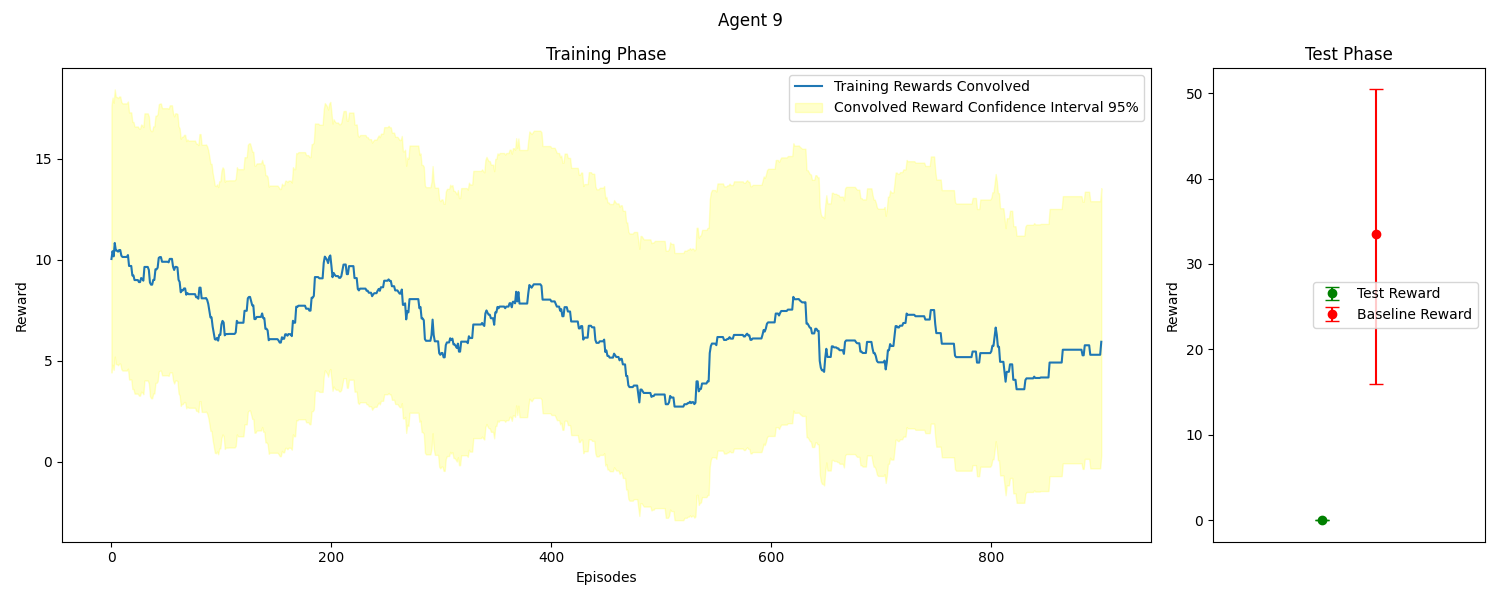 Agent 9
Training Phase
Reward
15
10
5
0
0
200
400
600
800
Episodes
Training Rewards Convolved
Convolved Reward Confidence Interval 95%
Test Phase
Reward
50
40
30
20
10
0
Test Reward
Baseline Reward